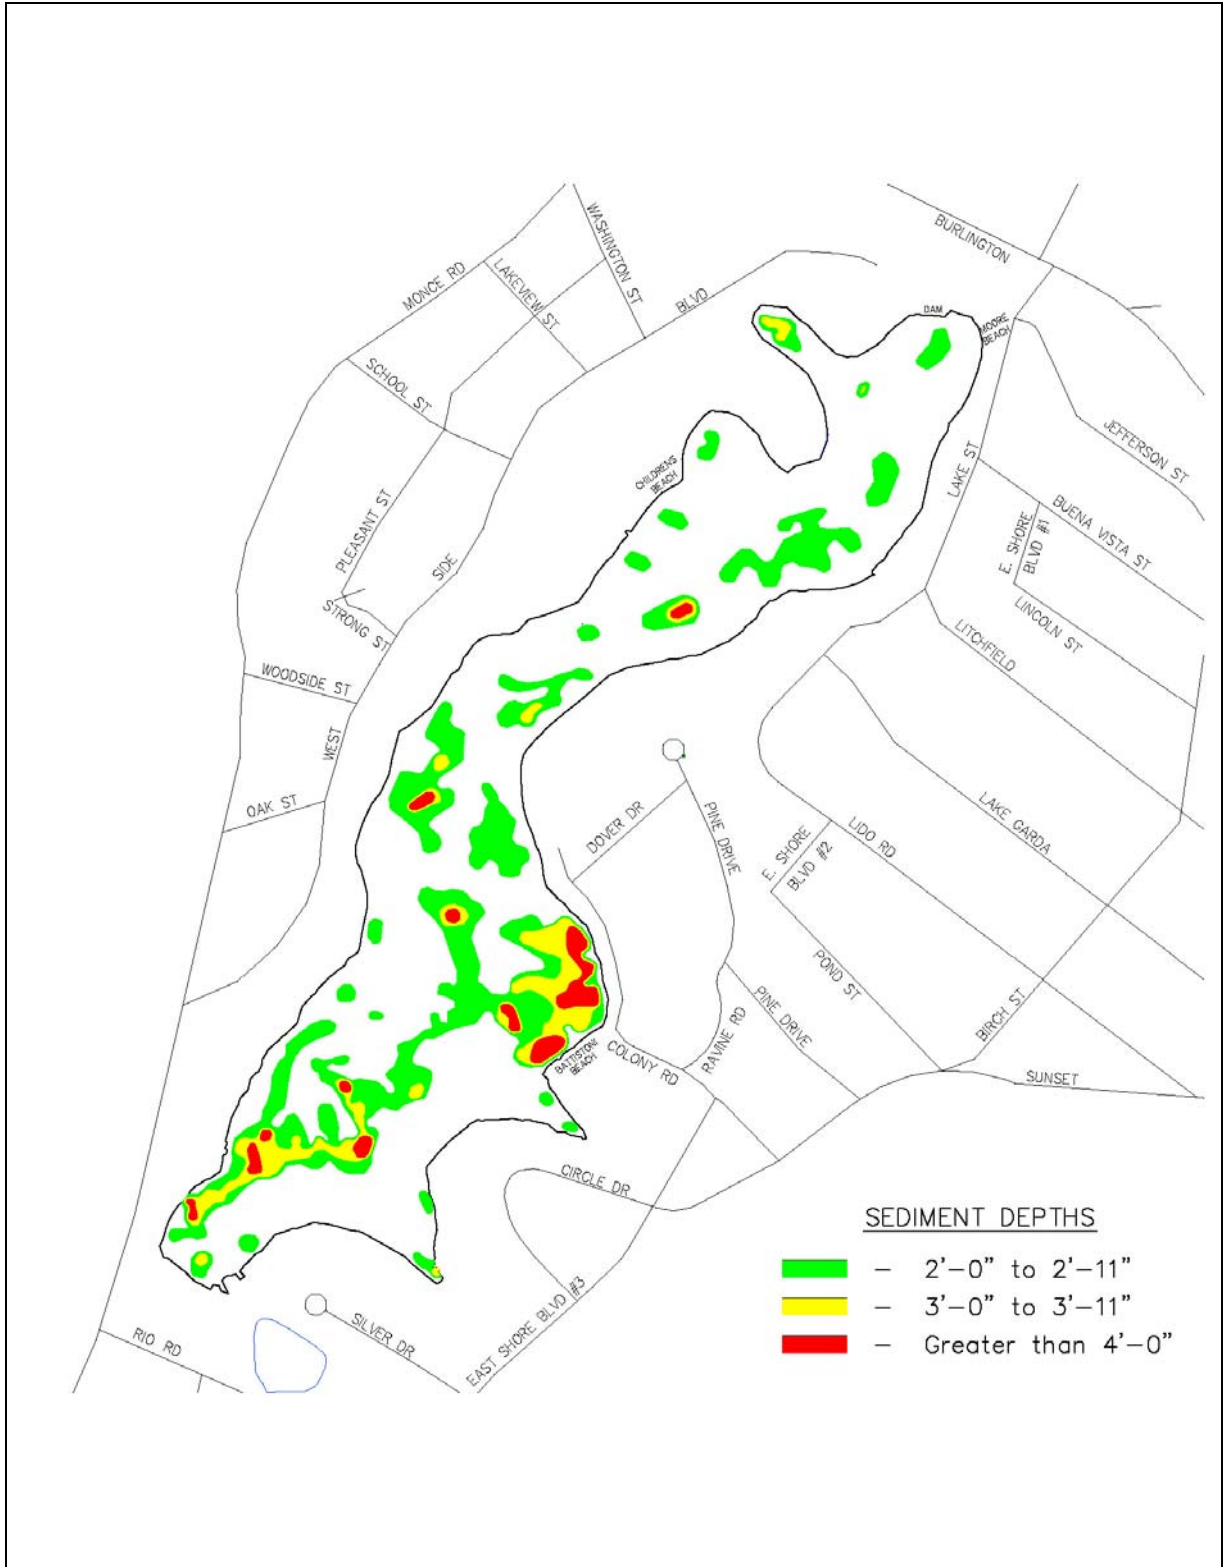 WASHINGTON ST
BURLINGTON
MONCE RD
LAKEVIEW ST
BLVD
DAM
MOORE
BEACH
SCHOOL ST
JEFFERSON ST
CHILDREN'S
BEACH
LAKE ST
PLEASANT ST
BUENA VISTA ST
E. SHORE
BLVD #1
SIDE
STRONG ST
LINCOLN ST
LITCHFIELD
WOODSIDE ST
WEST
OAK ST
DOVER DR
PINE DRIVE
E. SHORE
BLVD #2
LIDO RD
LAKE GARDA
POND ST
PINE DRIVE
BIRCH ST
RAVINE RD
BATTISTONI
BEACH
COLONY RD
SUNSET
CIRCLE DR
SEDIMENT DEPTHS
– 2'–0" to 2'–11"
– 3'–0" to 3'–11"
– Greater than 4'–0"
EAST SHORE BLVD #3
SILVER DR
RIO RD